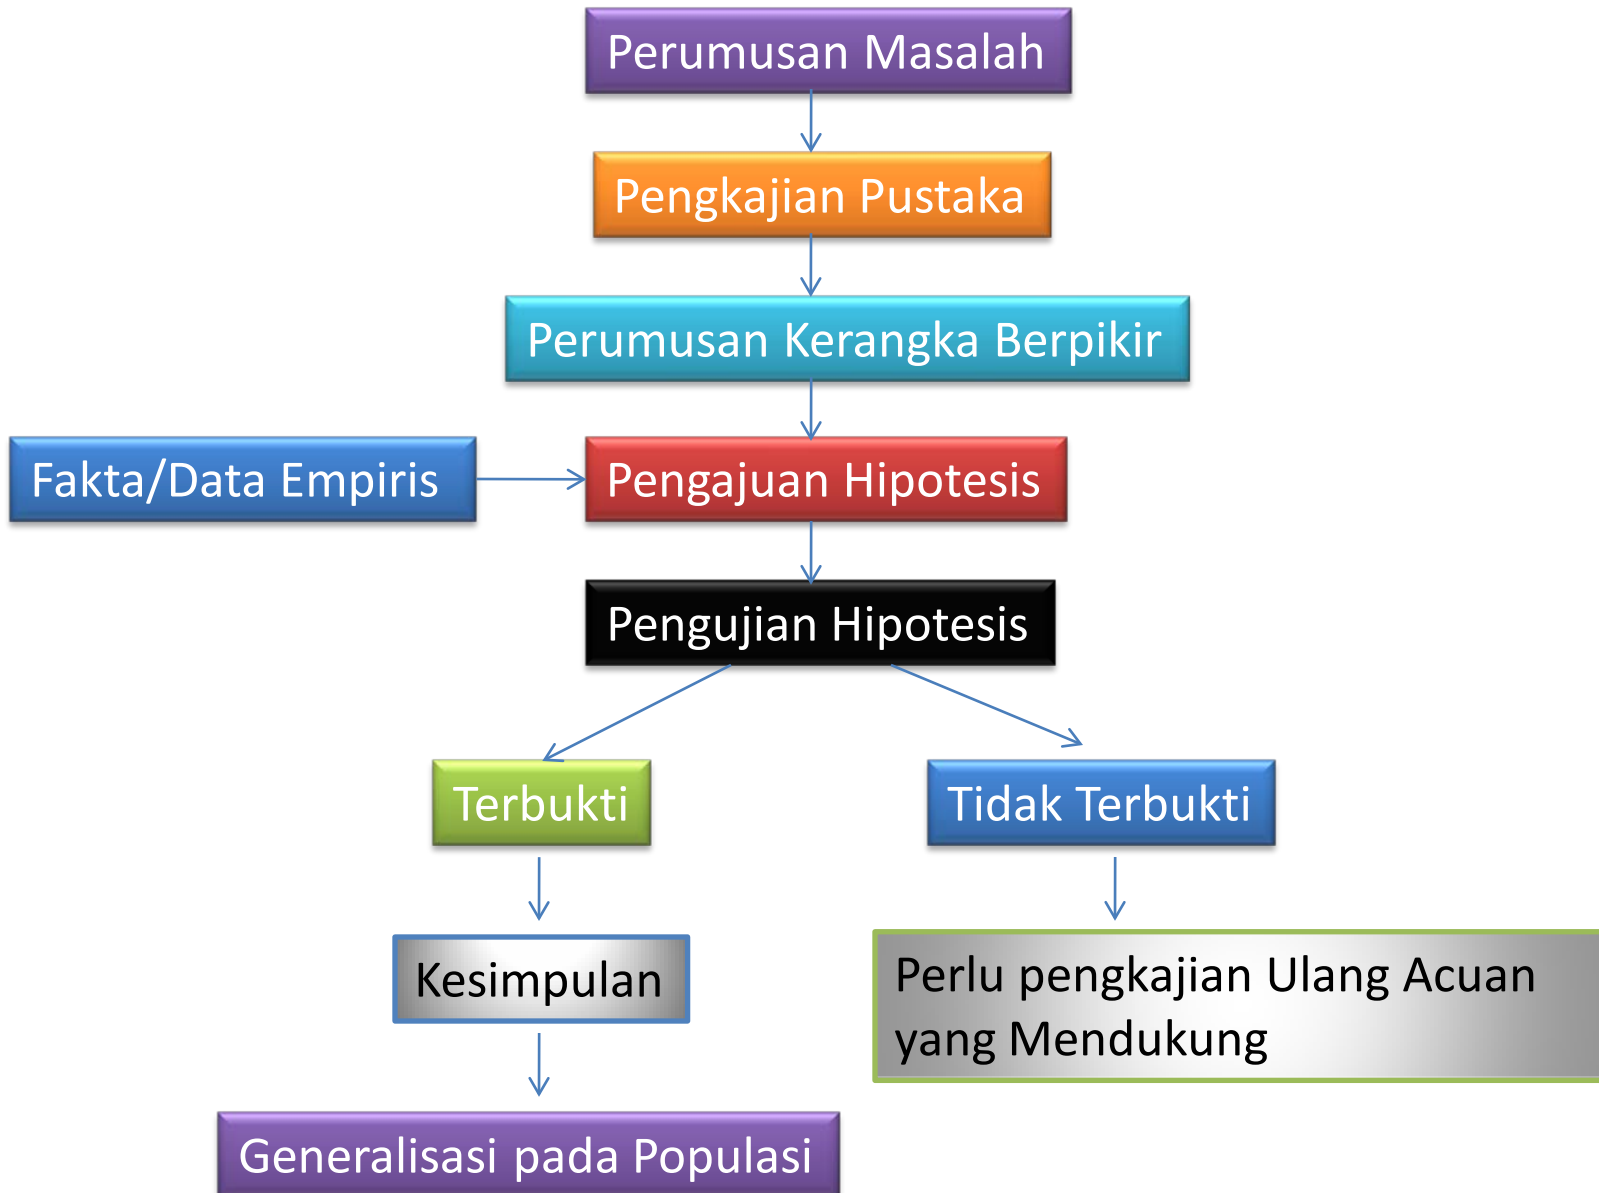 Perumusan Masalah
Pengkajian Pustaka
Perumusan Kerangka Berpikir
Fakta/Data Empiris
Pengajuan Hipotesis
Pengujian Hipotesis
Terbukti
Tidak Terbukti
Kesimpulan
Perlu pengkajian Ulang Acuan
yang Mendukung
Generalisasi pada Populasi